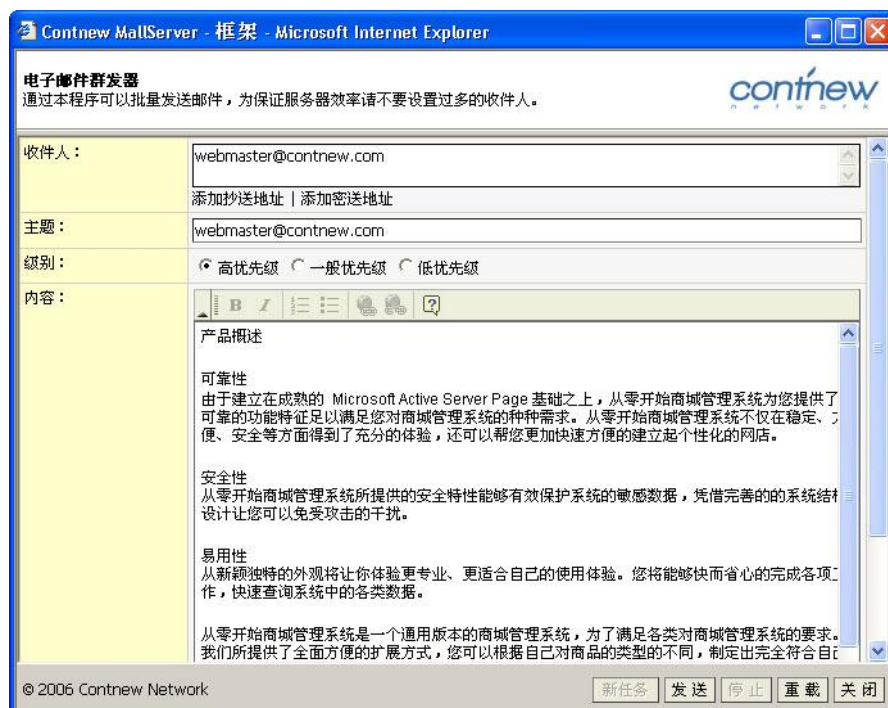 Contnew MallServer - 框架 - Microsoft Internet Explorer
电子邮件群发器
通过本程序可以批量发送邮件，为保证服务器效率请不要设置过多的收件人。
contnew
network
收件人：
webmaster@contnew.com
添加抄送地址 | 添加密送地址
主题：
webmaster@contnew.com
级别：
高优先级 一般优先级 低优先级
内容：
B I
产品概述
可靠性
由于建立在成熟的 Microsoft Active Server Page 基础之上，从零开始商城管理系统为您提供了
可靠的功能特征足以满足您对商城管理系统的种种需求。从零开始商城管理系统不仅在稳定、
便、安全等方面得到了充分的体验，还可以帮您更加快速方便的建立起个性化的网店。
安全性
从零开始商城管理系统所提供的安全特性能够有效保护系统的敏感数据，凭借完善的的系统结
设计让您可以免受攻击的干扰。
易用性
从新颖独特的外观将让你体验更专业、更适合自己的使用体验。您将能够快而省心的完成各项
作，快速查询系统中的各类数据。
从零开始商城管理系统是一个通用版本的商城管理系统，为了满足各类对商城管理系统的要求。
我们所提供了全面方便的扩展方式，您可以根据自己对商品的类型的不同，制定出完全符合自
© 2006 Contnew Network
新任务 发送 停止 重载 关闭